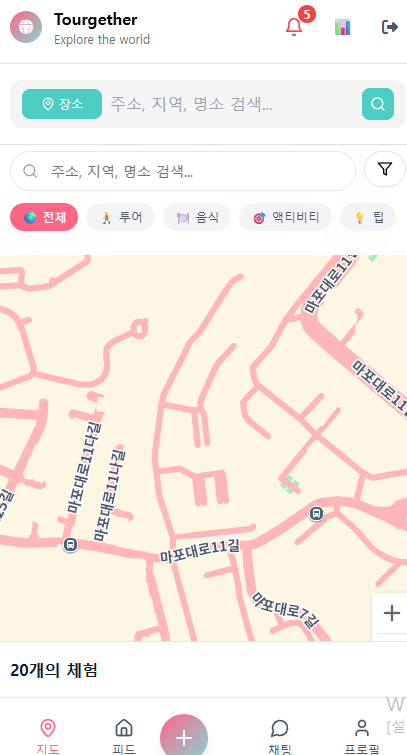 Tourgether
Explore the world
5
장소
주소, 지역, 명소 검색...
주소, 지역, 명소 검색...
전체
투어
음식
액티비티
팁
마포대로11길
마포대로11
마포대로11다길
마포대로11나길
25길
마포대로11길
마포대로7길
20개의 체험
지도
피드
채팅
프로필
[설